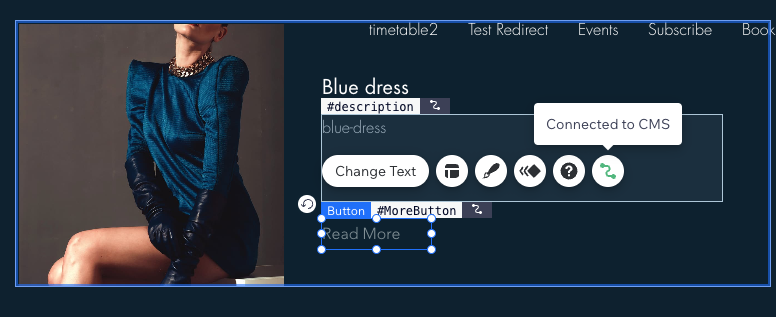 timetable2 Test Redirect Events Subscribe Book
Blue dress
#description
blue-dress
Connected to CMS
Change Text
Button #MoreButton
Read More